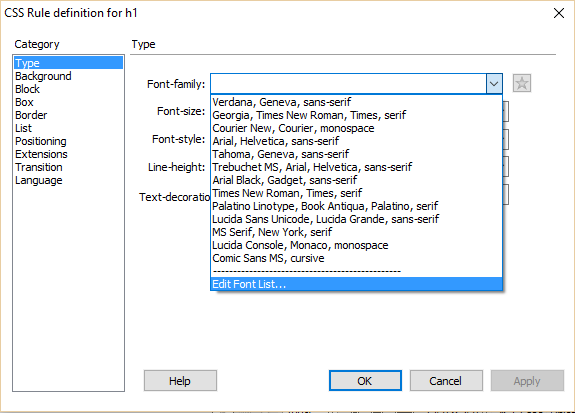 CSS Rule definition for h1
Category
Type
Background
Block
Box
Border
List
Positioning
Extensions
Transition
Language
Type
Font-family:
Font-size:
Font-style:
Line-height:
Text-decoratio
Verdana, Geneva, sans-serif
Georgia, Times New Roman, Times, serif
Courier New, Courier, monospace
Arial, Helvetica, sans-serif
Tahoma, Geneva, sans-serif
Trebuchet MS, Arial, Helvetica, sans-serif
Arial Black, Gadget, sans-serif
Times New Roman, Times, serif
Palatino Linotype, Book Antiqua, Palatino, serif
Lucida Sans Unicode, Lucida Grande, sans-serif
MS Serif, New York, serif
Lucida Console, Monaco, monospace
Comic Sans MS, cursive
-----------------------------------------------
Edit Font List...
Help
OK
Cancel
Apply